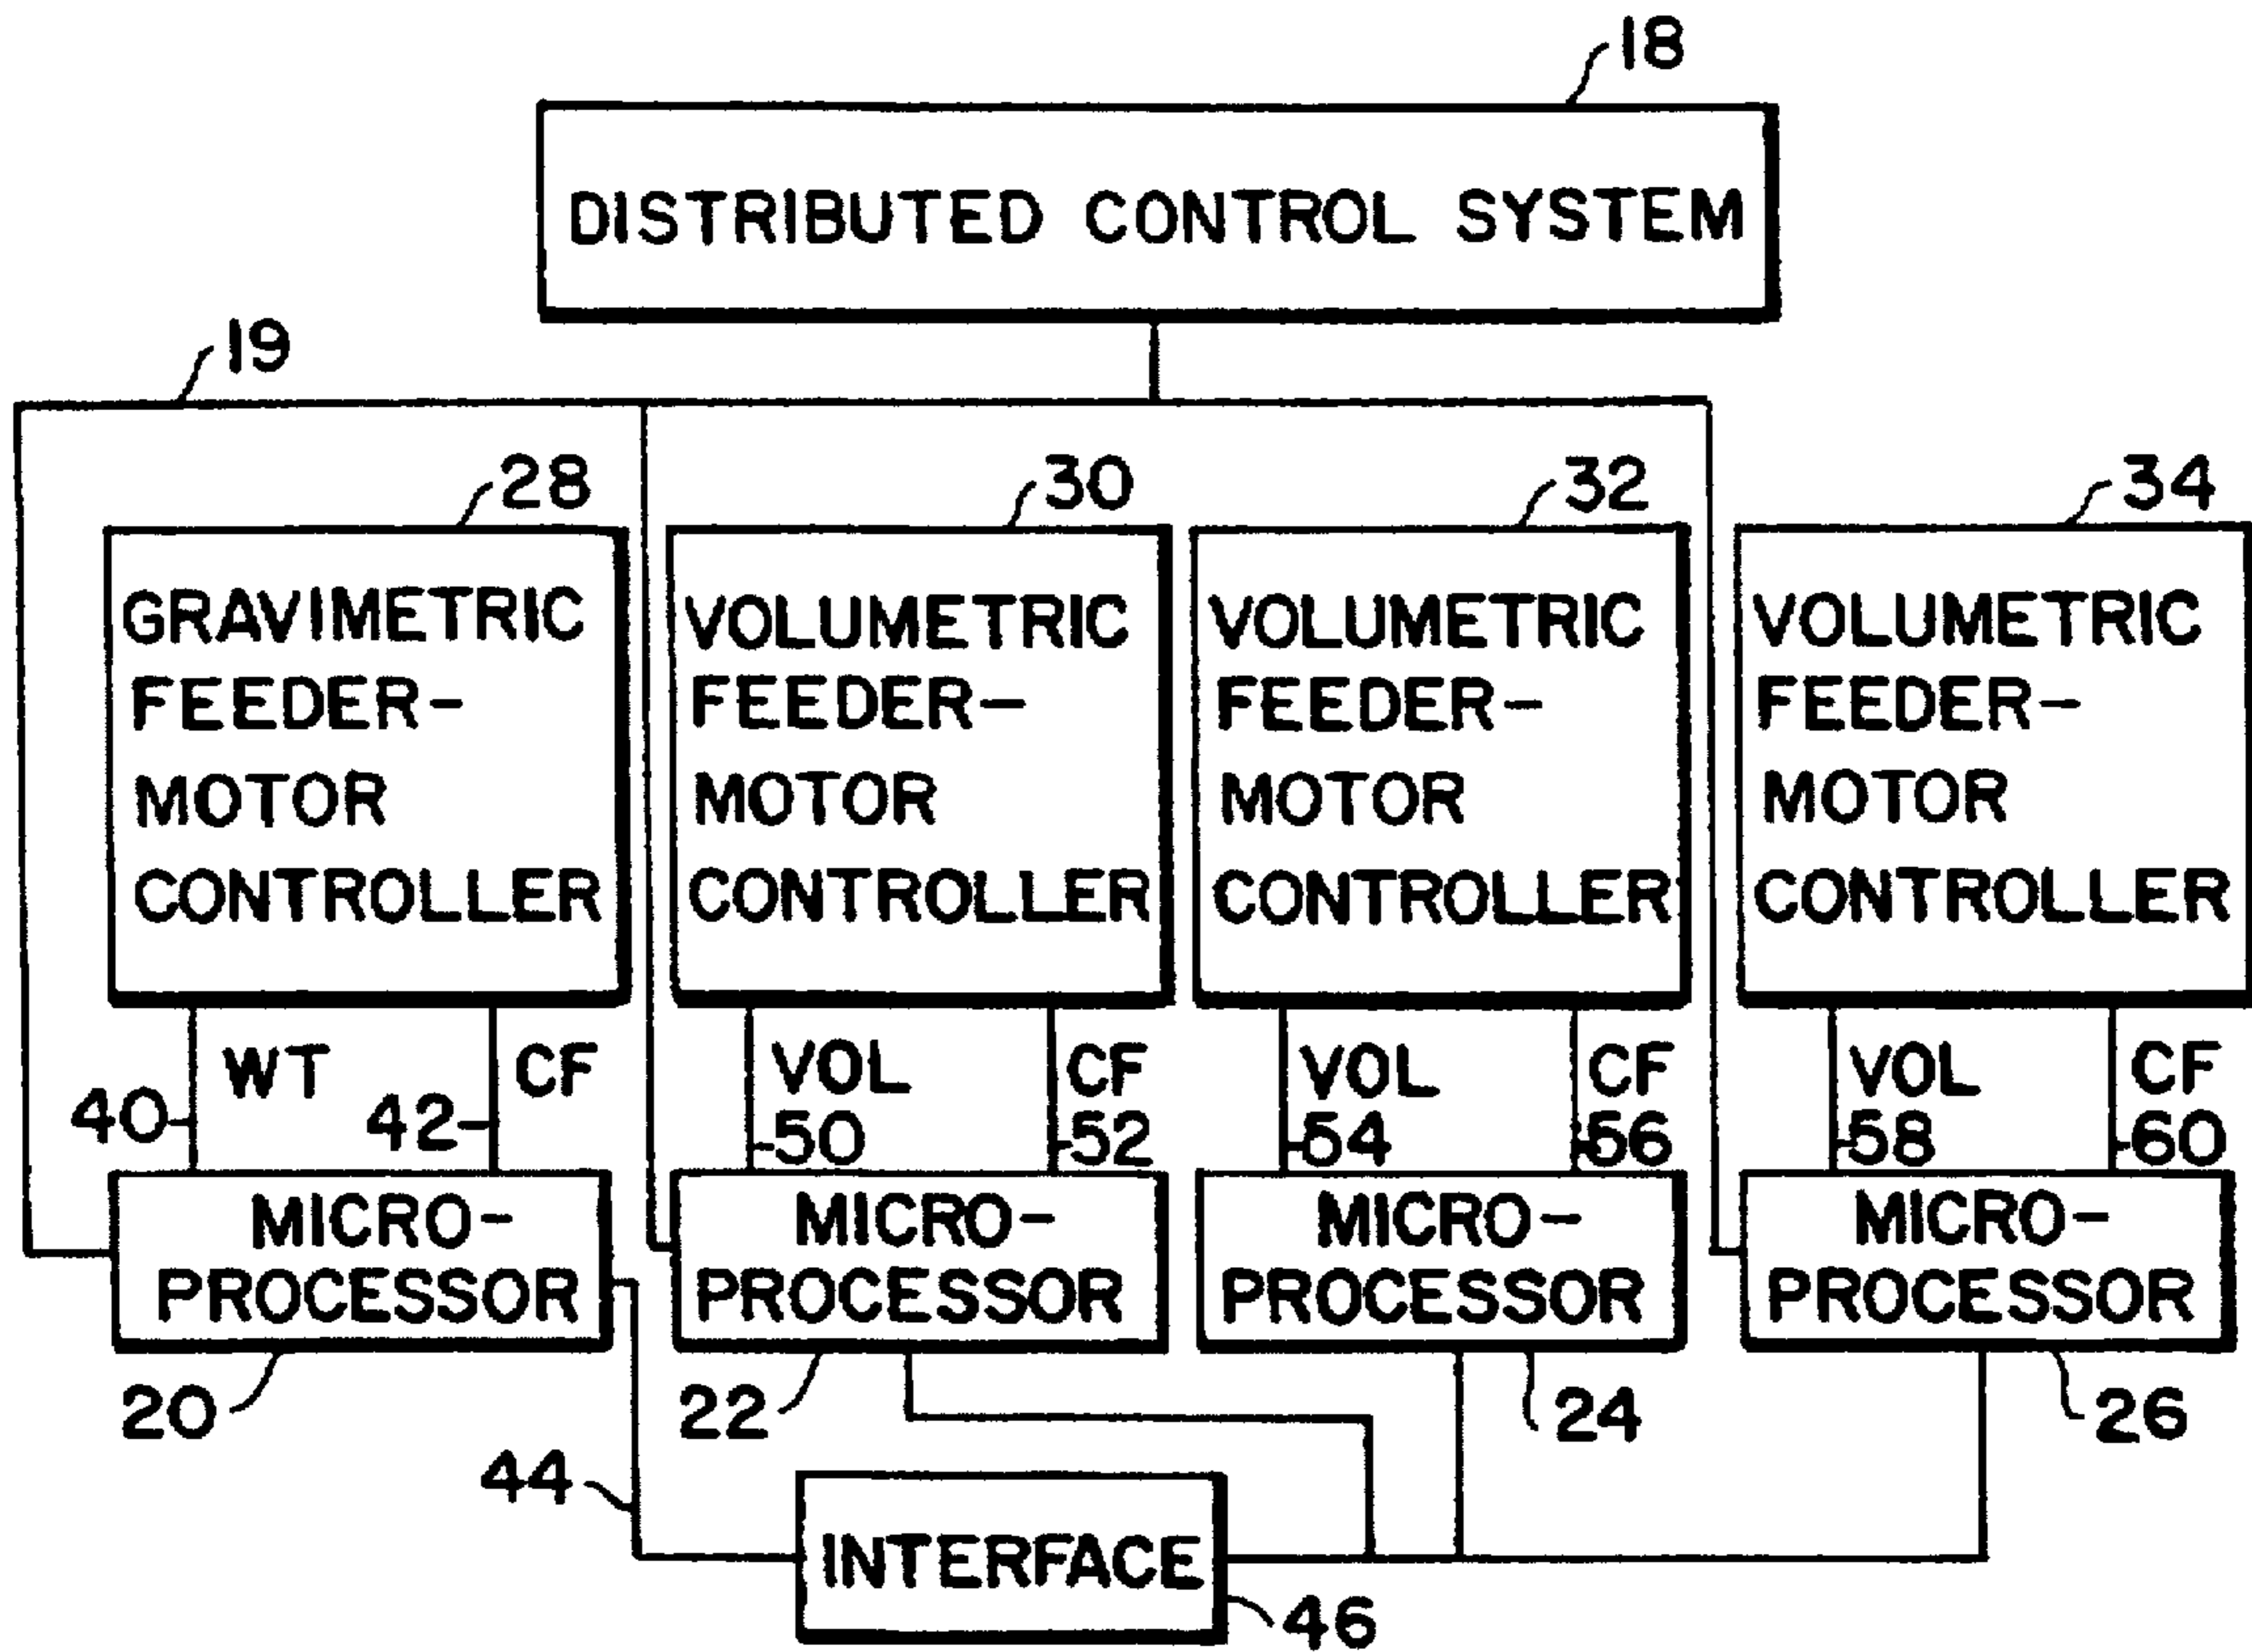 18
DISTRIBUTED CONTROL SYSTEM
19
28
30
32
34
GRAVIMETRIC
FEEDER-
MOTOR
CONTROLLER
VOLUMETRIC
FEEDER-
MOTOR
CONTROLLER
VOLUMETRIC
FEEDER-
MOTOR
CONTROLLER
VOLUMETRIC
FEEDER-
MOTOR
CONTROLLER
WT
CF
VOL
CF
VOL
CF
VOL
CF
40
42
50
52
54
56
58
60
MICRO-
PROCESSOR
MICRO-
PROCESSOR
MICRO-
PROCESSOR
MICRO-
PROCESSOR
20
22
24
26
44
INTERFACE
46